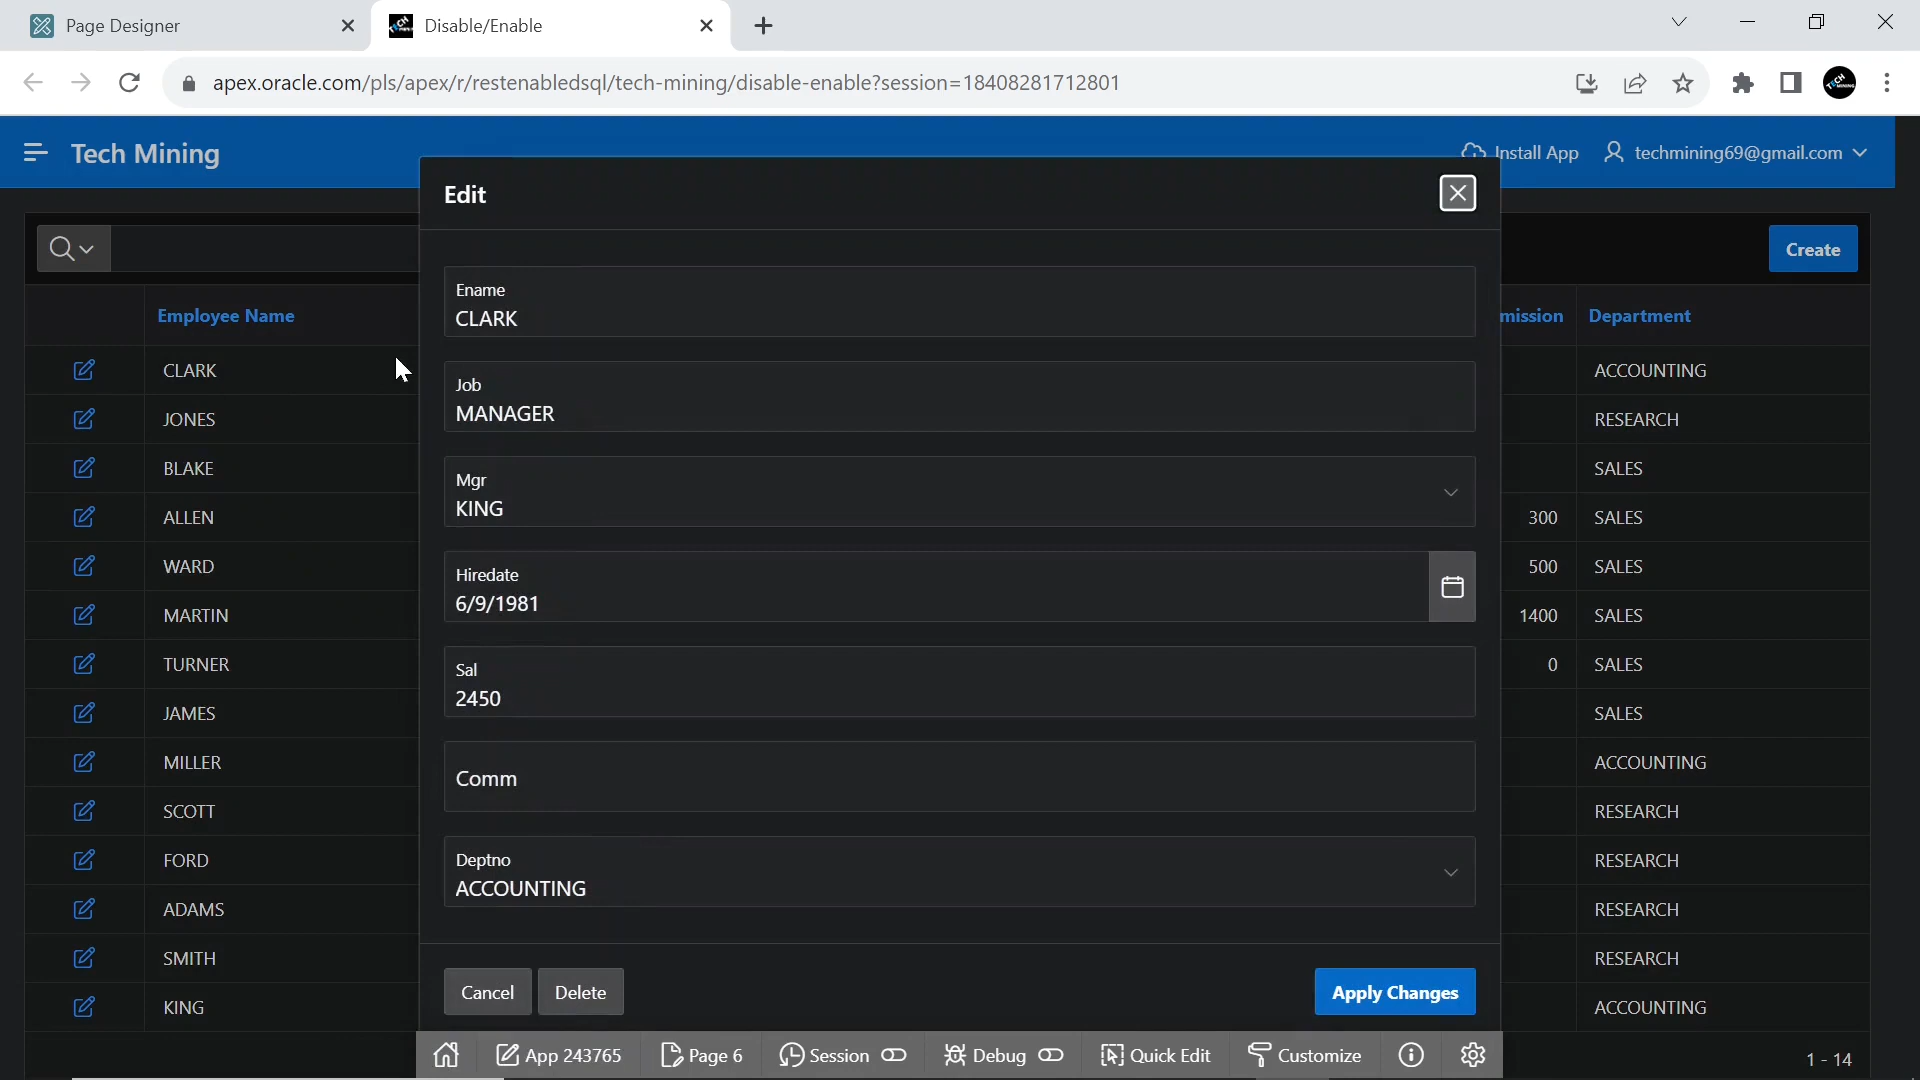 Page Designer
Disable/Enable
apex.oracle.com/pls/apex/r/restenabledsql/tech-mining/disable-enable?session=18408281712801
Tech Mining
Install App
techmining69@gmail.com
Edit
Create
Employee Name
mission
Department
Ename
CLARK
Job
MANAGER
Mgr
KING
Hiredate
6/9/1981
Sal
2450
Comm
Deptno
ACCOUNTING
Cancel
Delete
Apply Changes
CLARK ACCOUNTING
JONES RESEARCH
BLAKE SALES
ALLEN 300 SALES
WARD 500 SALES
MARTIN 1400 SALES
TURNER 0 SALES
JAMES SALES
MILLER ACCOUNTING
SCOTT RESEARCH
FORD RESEARCH
ADAMS RESEARCH
SMITH RESEARCH
KING ACCOUNTING
App 243765 Page 6 Session Debug Quick Edit Customize
1 - 14